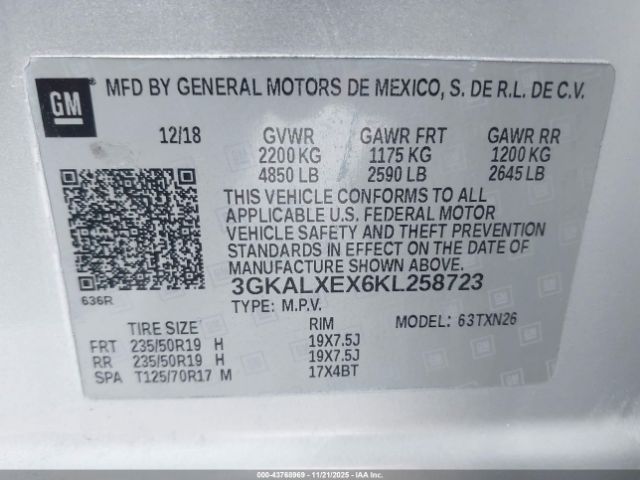 GM
MFD BY GENERAL MOTORS DE MEXICO, S. DE R.L. DE C.V.
12/18 GVWR GAWR FRT GAWR RR
2200 KG 1175 KG 1200 KG
4850 LB 2590 LB 2645 LB
THIS VEHICLE CONFORMS TO ALL
APPLICABLE U.S. FEDERAL MOTOR
VEHICLE SAFETY AND THEFT PREVENTION
STANDARDS IN EFFECT ON THE DATE OF
MANUFACTURE SHOWN ABOVE.
636R
3GKALXEX6KL258723
TYPE: M.P.V.
TIRE SIZE RIM MODEL: 63TXN26
FRT 235/50R19 H 19X7.5J
RR 235/50R19 H 19X7.5J
SPA T125/70R17 M 17X4BT
000-43768969 - 11/21/2025 - IAAI.COM